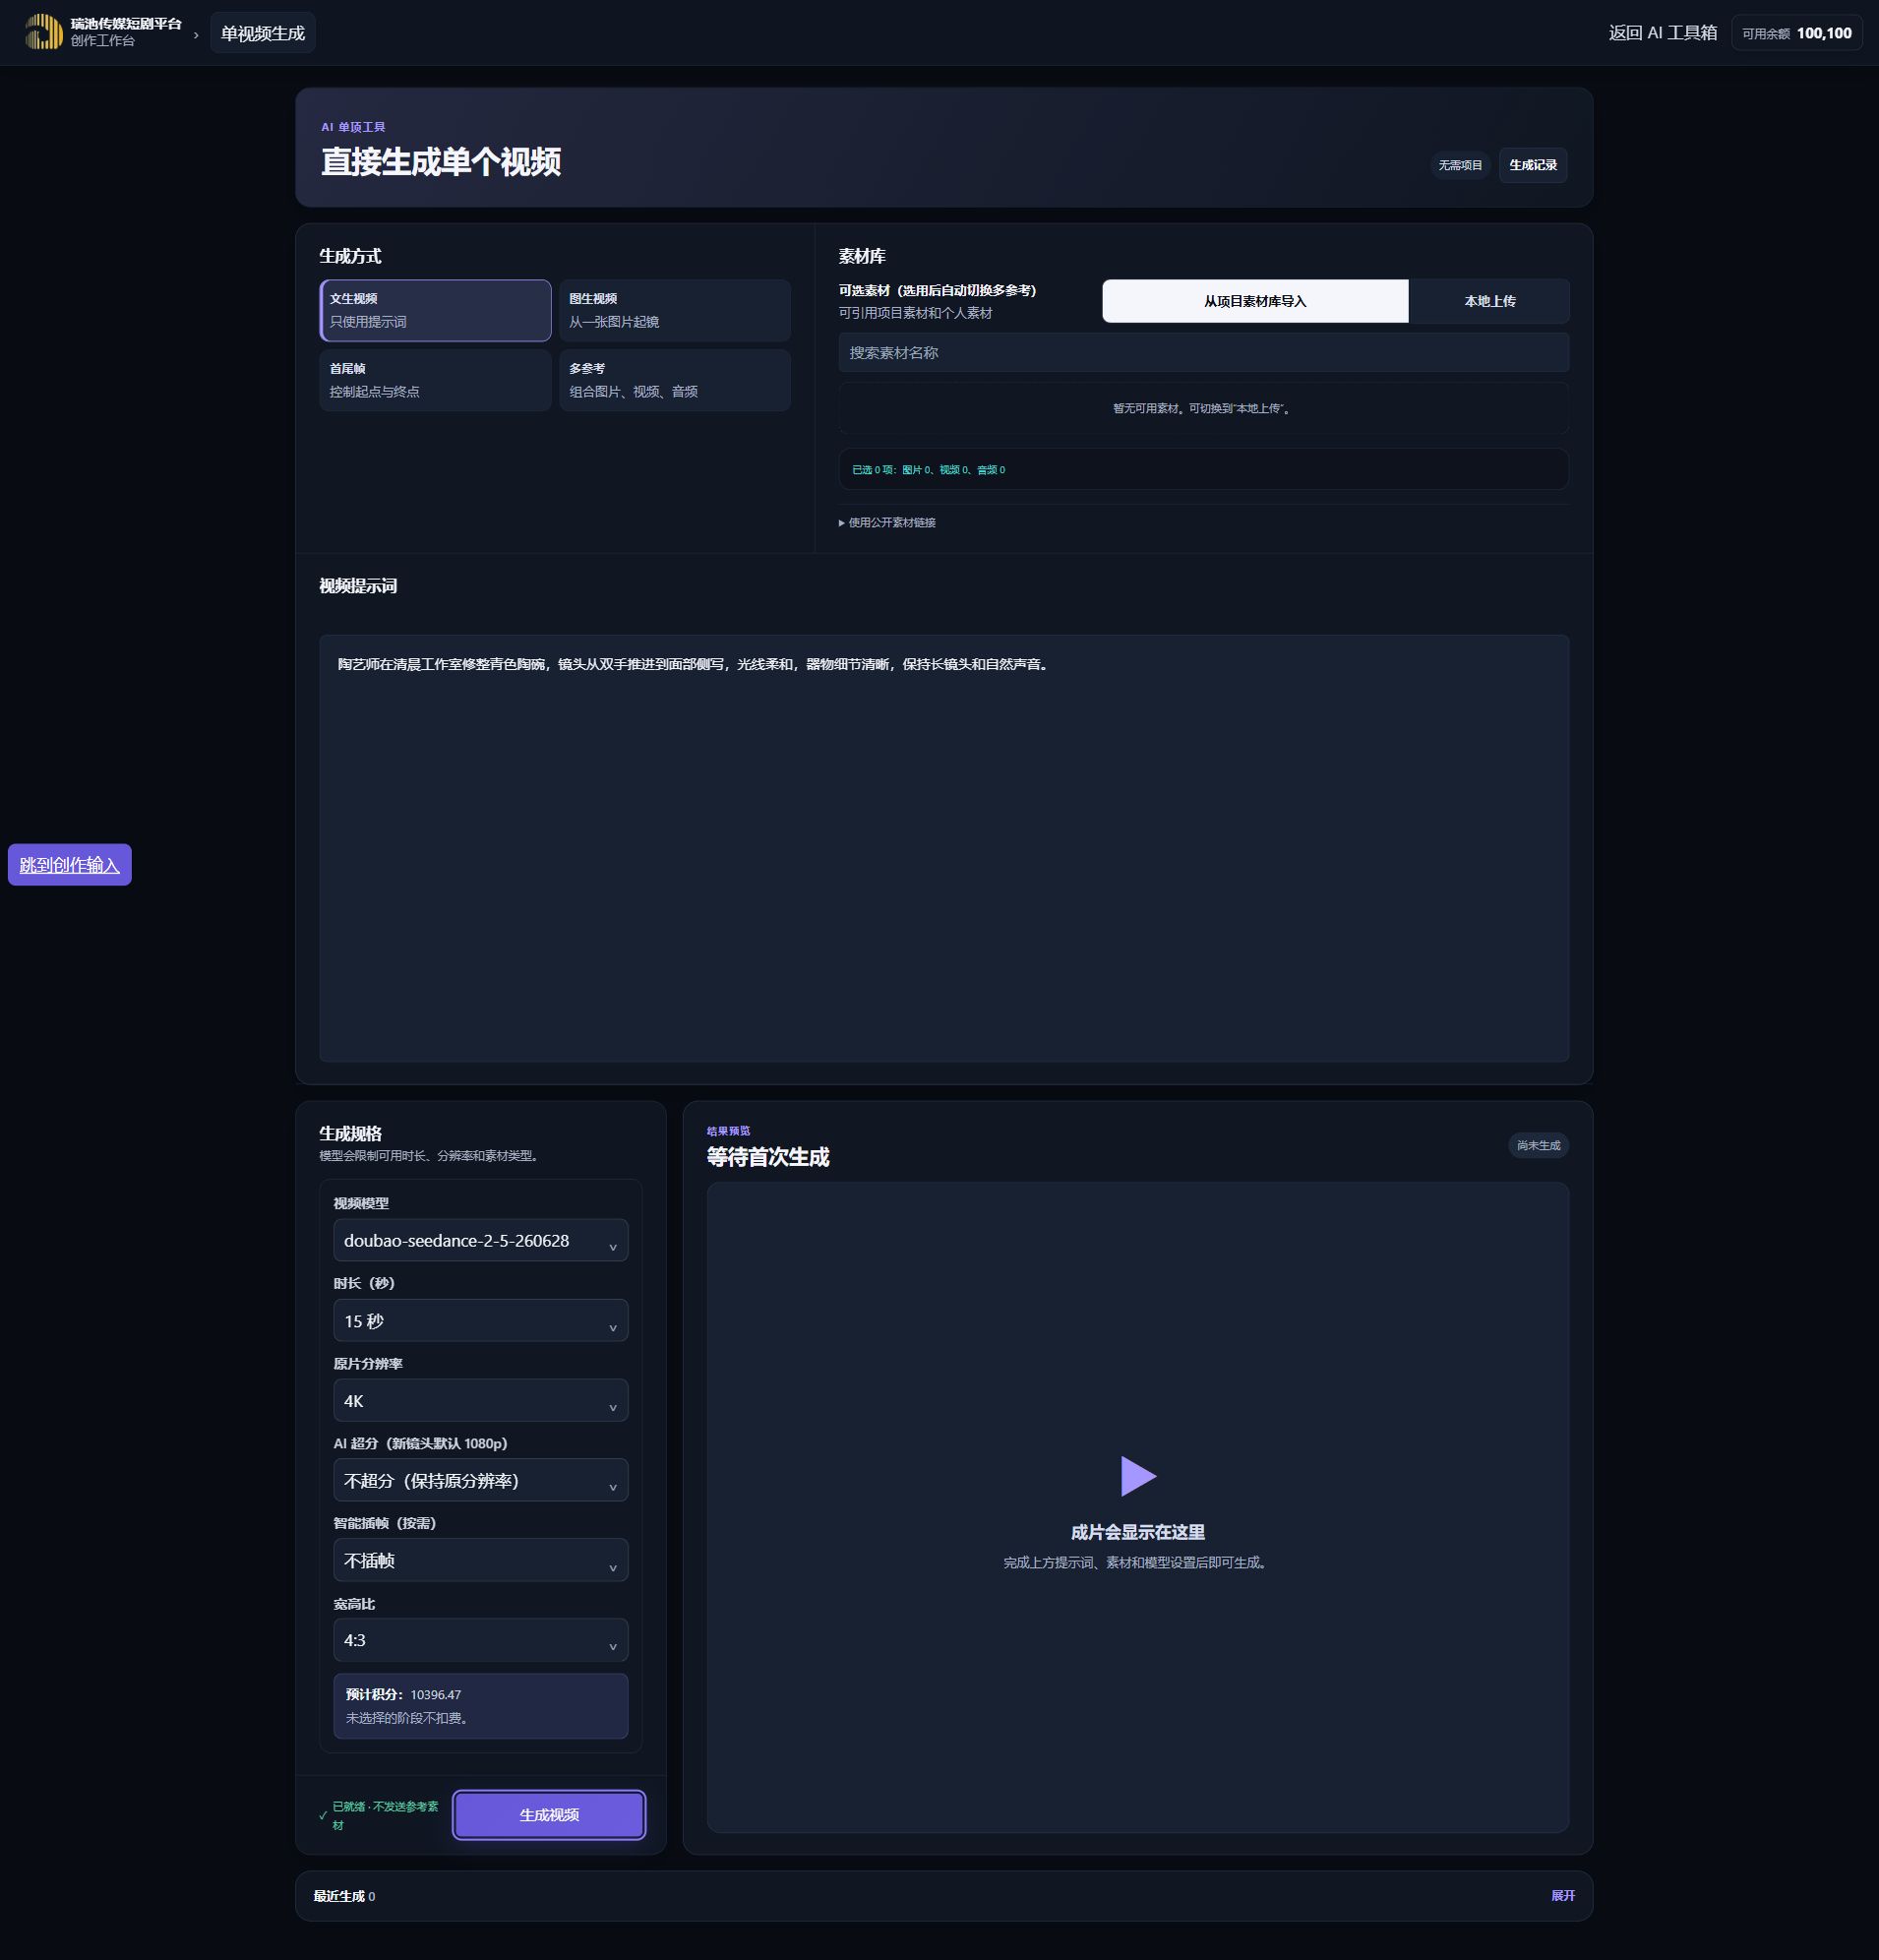 瑞池传媒短剧平台
创作工作台
›
单视频生成
返回 AI 工具箱
可用余额 100,100
AI 单项工具
直接生成单个视频
无需项目
生成记录
生成方式
文生视频
只使用提示词
图生视频
从一张图片起镜
首尾帧
控制起点与终点
多参考
组合图片、视频、音频
素材库
可选素材（选用后自动切换多参考）
可引用项目素材和个人素材
从项目素材库导入
本地上传
搜索素材名称
暂无可用素材。可切换到“本地上传”。
已选 0 项：图片 0、视频 0、音频 0
使用公开素材链接
视频提示词
陶艺师在清晨工作室修整青色陶碗，镜头从双手推进到面部侧写，光线柔和，器物细节清晰，保持长镜头和自然声音。
跳到创作输入
生成规格
模型会限制可用时长、分辨率和素材类型。
视频模型
doubao-seedance-2-5-260628
时长（秒）
15 秒
原片分辨率
4K
AI 超分（新镜头默认 1080p）
不超分（保持原分辨率）
智能插帧（按需）
不插帧
宽高比
4:3
预计积分：10396.47
未选择的阶段不扣费。
✓ 已就绪 · 不发送参考素
材
生成视频
结果预览
等待首次生成
尚未生成
成片会显示在这里
完成上方提示词、素材和模型设置后即可生成。
最近生成 0
展开